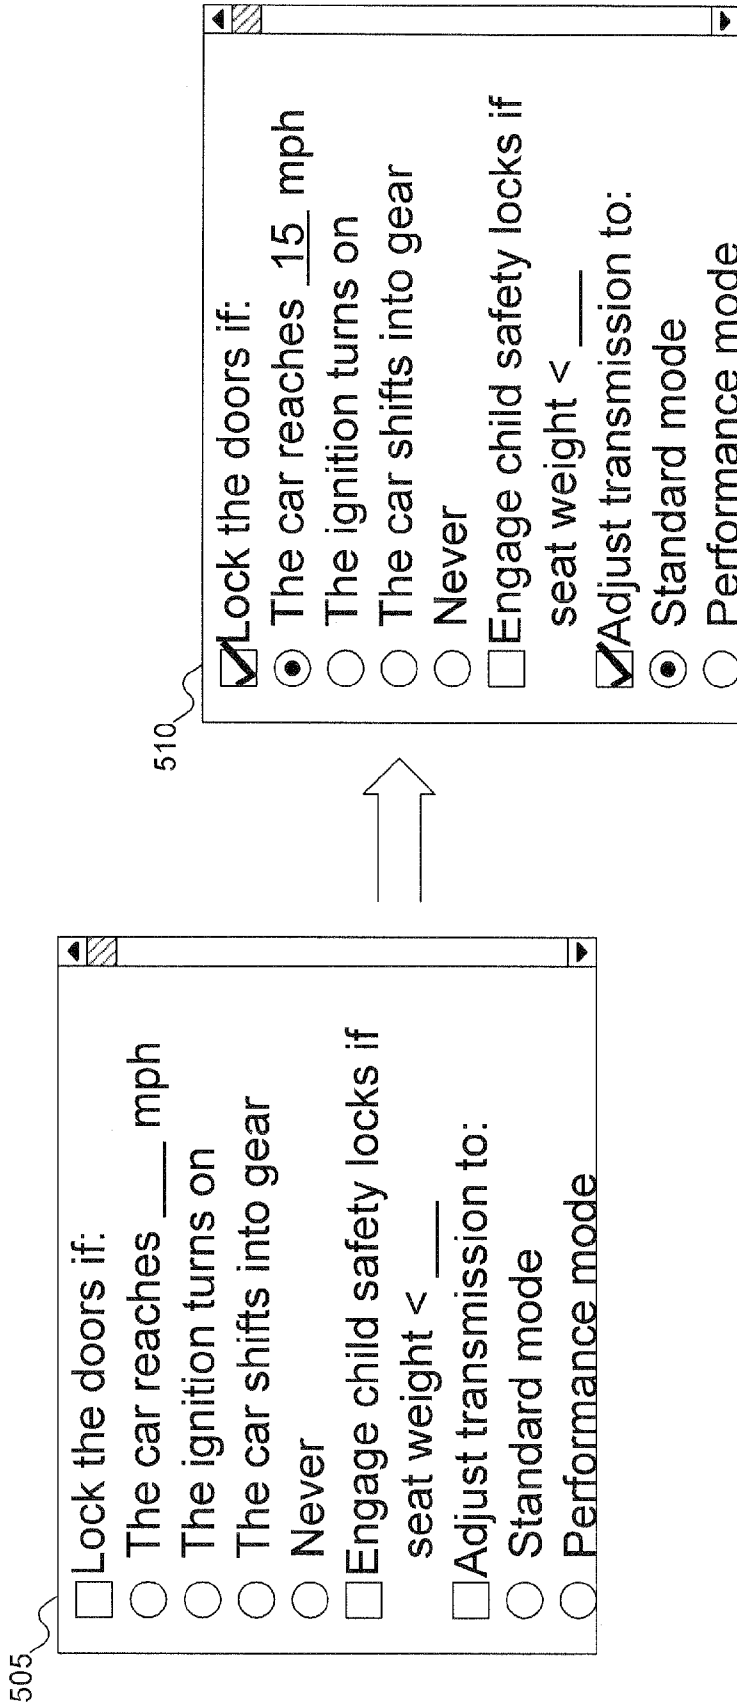 505
Lock the doors if:
The car reaches ___ mph
The ignition turns on
The car shifts into gear
Never
Engage child safety locks if
seat weight < ___
Adjust transmission to:
Standard mode
Performance mode
510
Lock the doors if:
The car reaches 15 mph
The ignition turns on
The car shifts into gear
Never
Engage child safety locks if
seat weight < ___
Adjust transmission to:
Standard mode
Performance mode